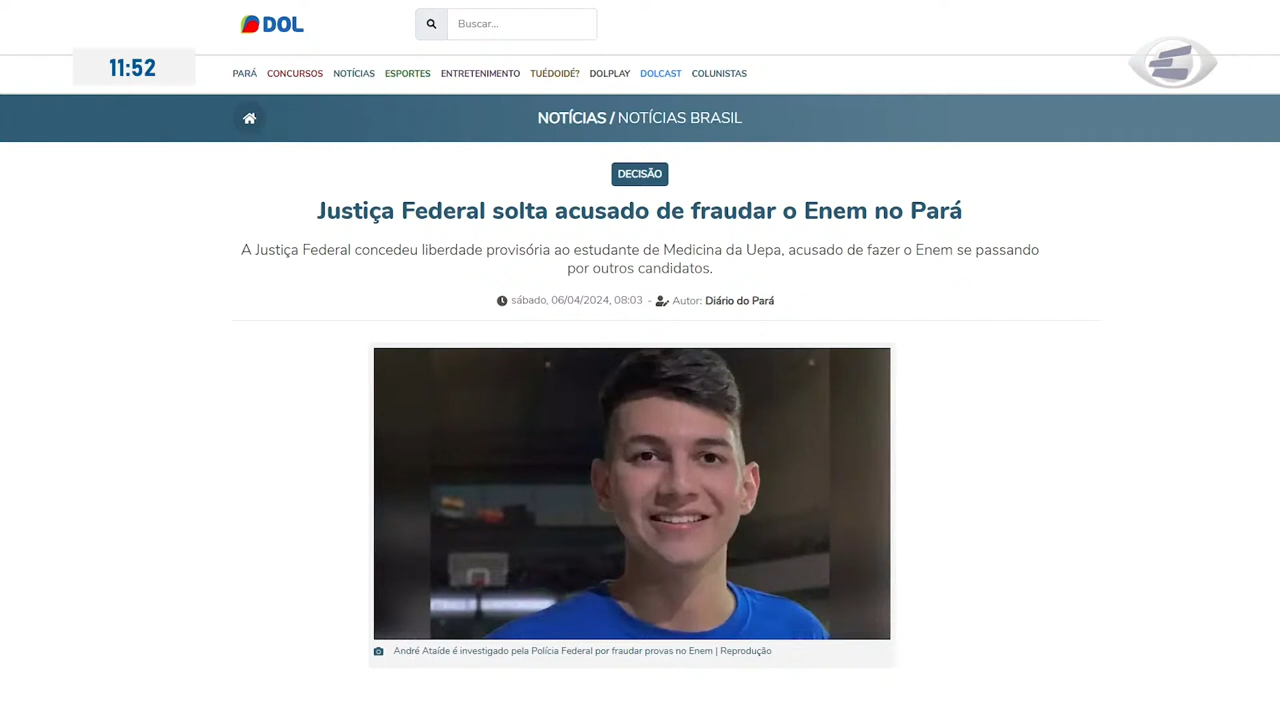 DOL
Buscar...
11:52
PARÁ CONCURSOS NOTÍCIAS ESPORTES ENTRETENIMENTO TUÉDOIDÉ? DOLPLAY DOLCAST COLUNISTAS
NOTÍCIAS / NOTÍCIAS BRASIL
DECISÃO
Justiça Federal solta acusado de fraudar o Enem no Pará
A Justiça Federal concedeu liberdade provisória ao estudante de Medicina da Uepa, acusado de fazer o Enem se passando
por outros candidatos.
sábado, 06/04/2024, 08:03 - Autor: Diário do Pará
André Ataíde é investigado pela Polícia Federal por fraudar provas no Enem | Reprodução